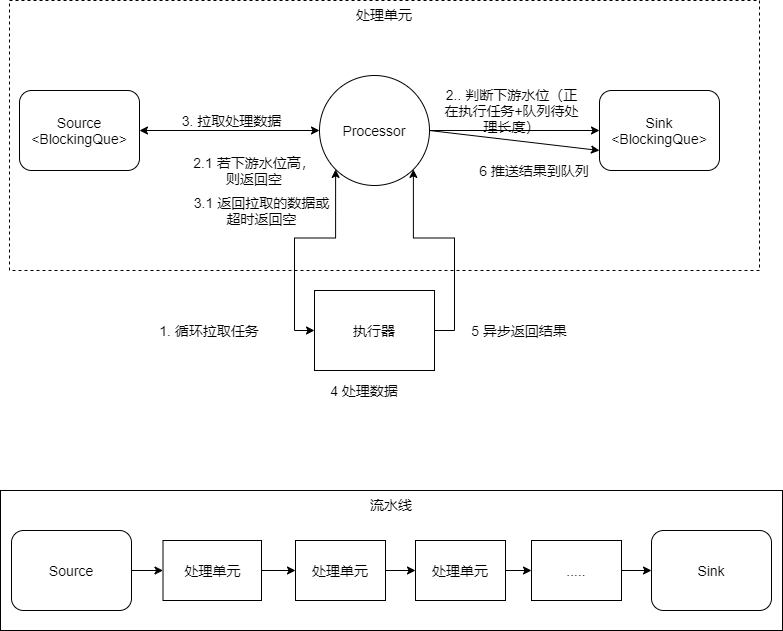 处理单元
Source
<BlockingQue>
3. 拉取处理数据
Processor
2.. 判断下游水位（正
在执行任务+队列待处
理长度）
Sink
<BlockingQue>
2.1 若下游水位高，
则返回空
6 推送结果到队列
3.1 返回拉取的数据或
超时返回空
1. 循环拉取任务
执行器
5 异步返回结果
4 处理数据
流水线
Source
处理单元
处理单元
处理单元
.....
Sink